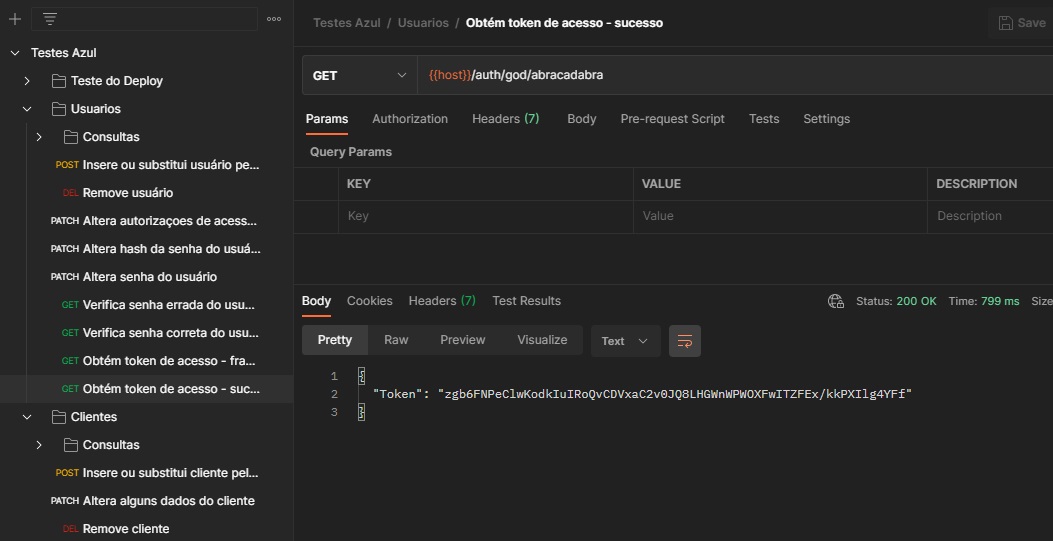 Testes Azul / Usuarios / Obtém token de acesso - sucesso
Save
Testes Azul
Teste do Deploy
Usuarios
Consultas
POST Insere ou substitui usuário pe...
DEL Remove usuário
PATCH Altera autorizaçoes de acess...
PATCH Altera hash da senha do usuá...
PATCH Altera senha do usuário
GET Verifica senha errada do usu...
GET Verifica senha correta do usu...
GET Obtém token de acesso - fra...
GET Obtém token de acesso - suc...
Clientes
Consultas
POST Insere ou substitui cliente pel...
PATCH Altera alguns dados do cliente
DEL Remove cliente
GET {{host}}/auth/god/abracadabra
Params Authorization Headers (7) Body Pre-request Script Tests Settings
Query Params
KEY VALUE DESCRIPTION
Key Value Description
Body Cookies Headers (7) Test Results Status: 200 OK Time: 799 ms Size
Pretty Raw Preview Visualize Text
1 {
2 "Token": "zgb6FNPeClwKodkIuIRoQvCDVxaC2v0JQ8LHGWnWPWOXFwITZFEx/kkPXIlg4YFf"
3 }